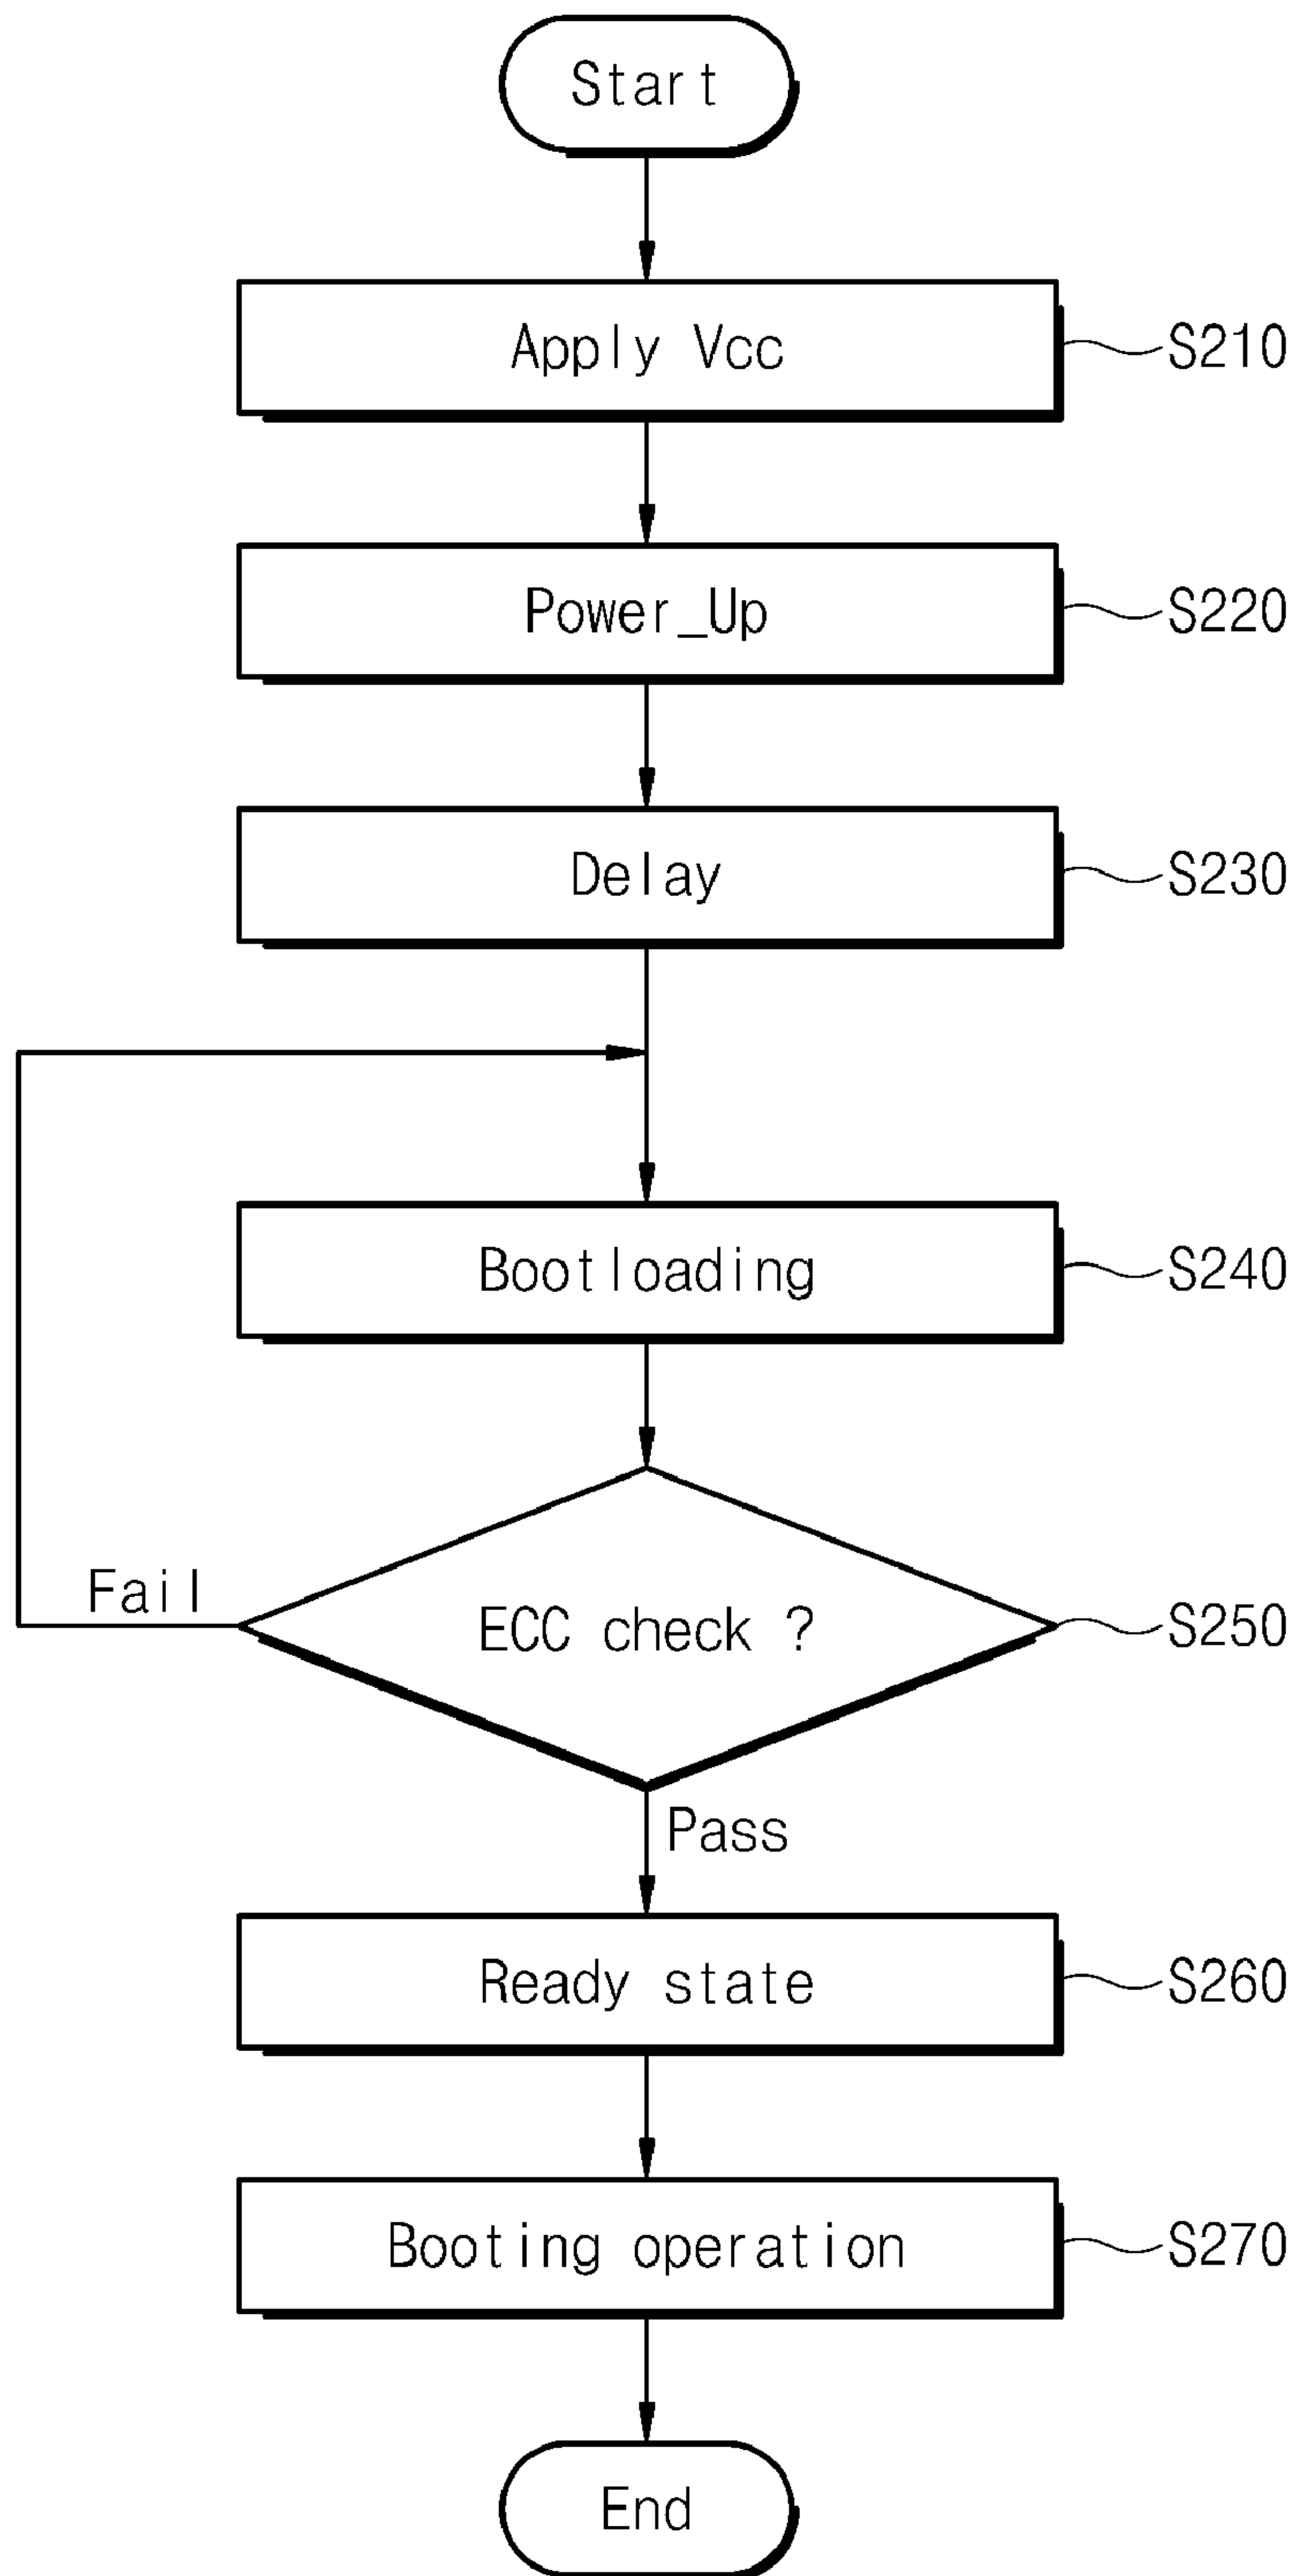 Start
Apply Vcc
S210
Power_Up
S220
Delay
S230
Bootloading
S240
Fail
ECC check ?
S250
Pass
Ready state
S260
Booting operation
S270
End